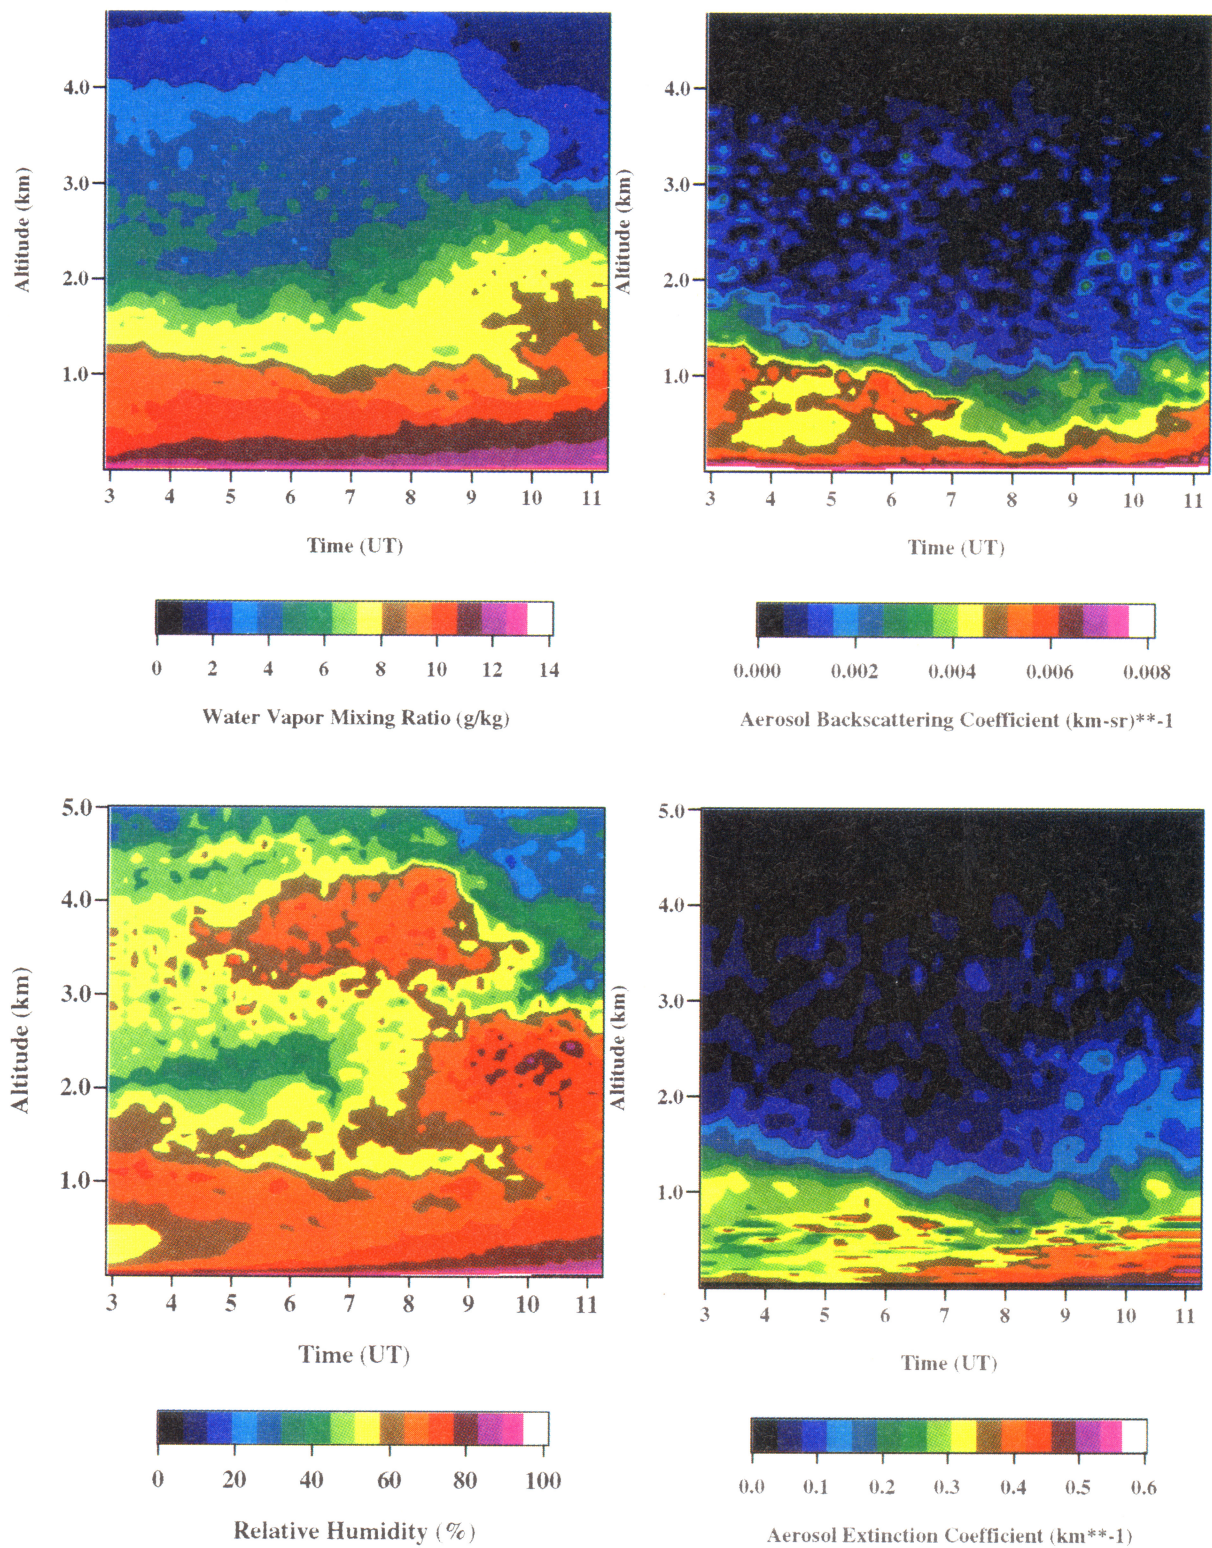 4.0
3.0
2.0
1.0
Altitude (km)
3 4 5 6 7 8 9 10 11
Time (UT)
0 2 4 6 8 10 12 14
Water Vapor Mixing Ratio (g/kg)
4.0
3.0
2.0
1.0
Altitude (km)
3 4 5 6 7 8 9 10 11
Time (UT)
0.000 0.002 0.004 0.006 0.008
Aerosol Backscattering Coefficient (km-sr)**-1
5.0
4.0
3.0
2.0
1.0
Altitude (km)
3 4 5 6 7 8 9 10 11
Time (UT)
0 20 40 60 80 100
Relative Humidity (%)
5.0
4.0
3.0
2.0
1.0
Altitude (km)
3 4 5 6 7 8 9 10 11
Time (UT)
0.0 0.1 0.2 0.3 0.4 0.5 0.6
Aerosol Extinction Coefficient (km**-1)